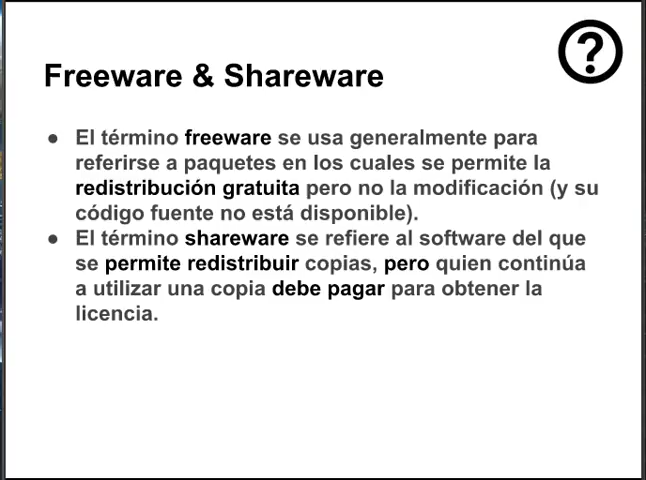 Freeware & Shareware
● El término freeware se usa generalmente para
referirse a paquetes en los cuales se permite la
redistribución gratuita pero no la modificación (y su
código fuente no está disponible).
● El término shareware se refiere al software del que
se permite redistribuir copias, pero quien continúa
a utilizar una copia debe pagar para obtener la
licencia.